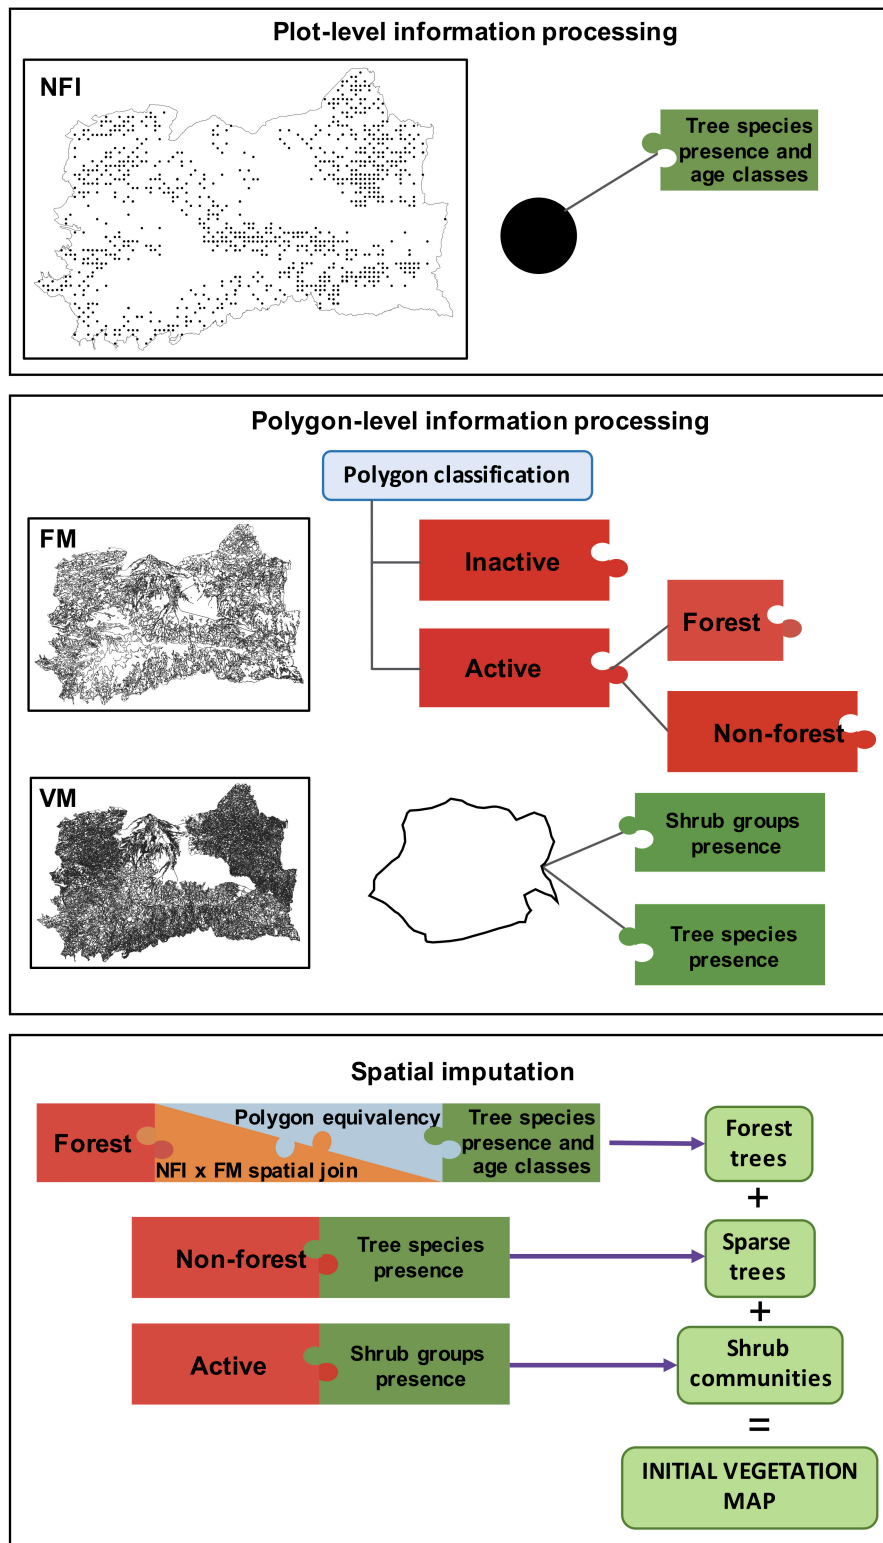 Plot-level information processing
NFI
Tree species
presence and
age classes
Polygon-level information processing
Polygon classification
FM
Inactive
Active
Forest
Non-forest
VM
Shrub groups
presence
Tree species
presence
Spatial imputation
Forest
Polygon equivalency
NFI x FM spatial join
Tree species
presence and
age classes
Forest
trees
+
Non-forest
Tree species
presence
Sparse
trees
+
Active
Shrub groups
presence
Shrub
communities
=
INITIAL VEGETATION
MAP